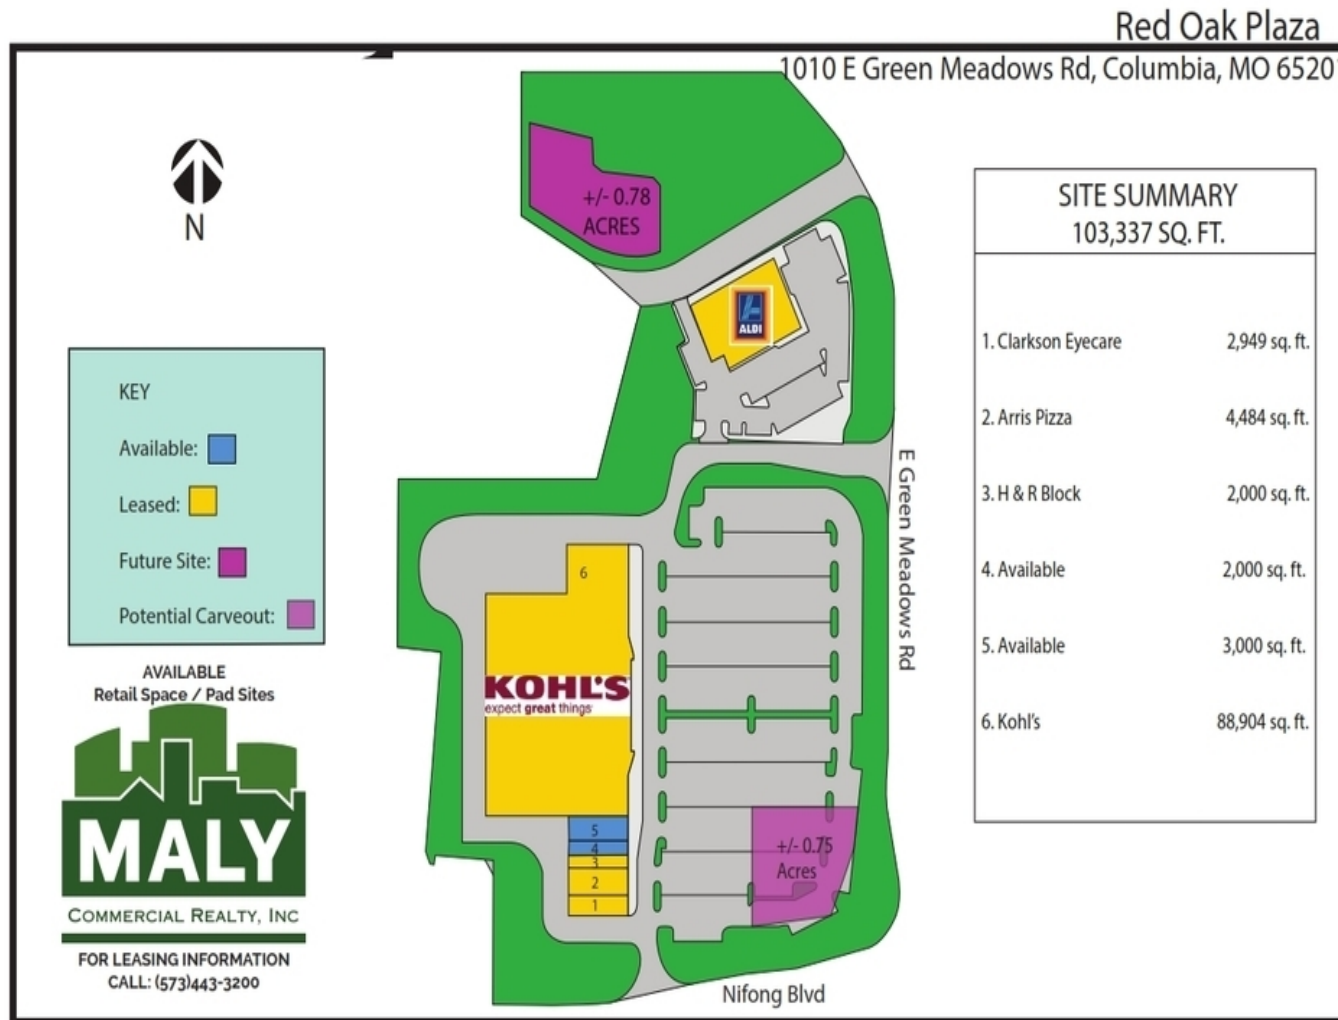 Red Oak Plaza
1010 E Green Meadows Rd, Columbia, MO 65201
N
+/- 0.78
ACRES
ALDI
SITE SUMMARY
103,337 SQ. FT.
1. Clarkson Eyecare 2,949 sq. ft.
2. Arris Pizza 4,484 sq. ft.
3. H & R Block 2,000 sq. ft.
4. Available 2,000 sq. ft.
5. Available 3,000 sq. ft.
6. Kohl's 88,904 sq. ft.
KEY
Available:
Leased:
Future Site:
Potential Carveout:
E Green Meadows Rd
6
KOHL'S
expect great things
5
4
3
2
1
+/- 0.75
Acres
AVAILABLE
Retail Space / Pad Sites
MALY
COMMERCIAL REALTY, INC
FOR LEASING INFORMATION
CALL: (573)443-3200
Nifong Blvd